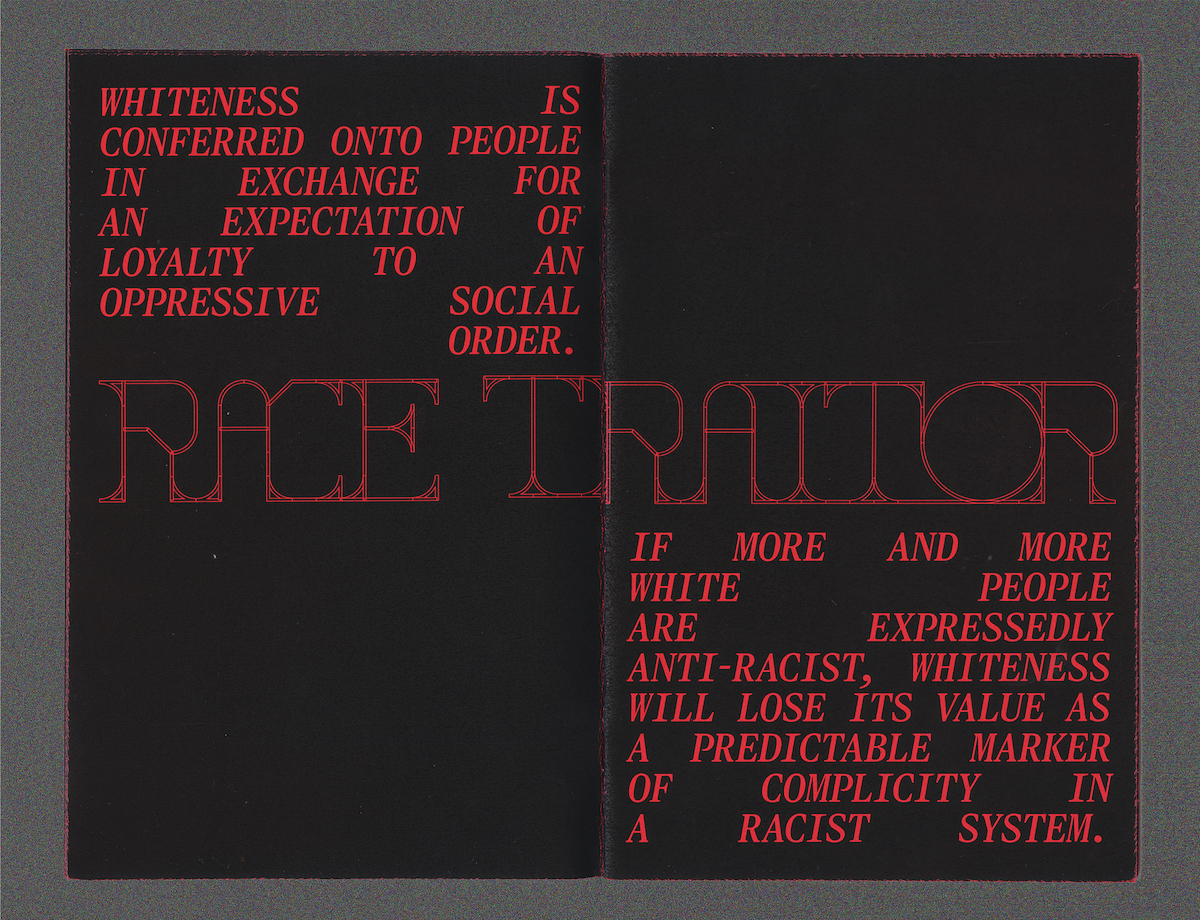 WHITENESS IS
CONFERRED ONTO PEOPLE
IN EXCHANGE FOR
AN EXPECTATION OF
LOYALTY TO AN
OPPRESSIVE SOCIAL
ORDER.
RACE TRAITOR
IF MORE AND MORE
WHITE PEOPLE
ARE EXPRESSEDLY
ANTI-RACIST, WHITENESS
WILL LOSE ITS VALUE AS
A PREDICTABLE MARKER
OF COMPLICITY IN
A RACIST SYSTEM.